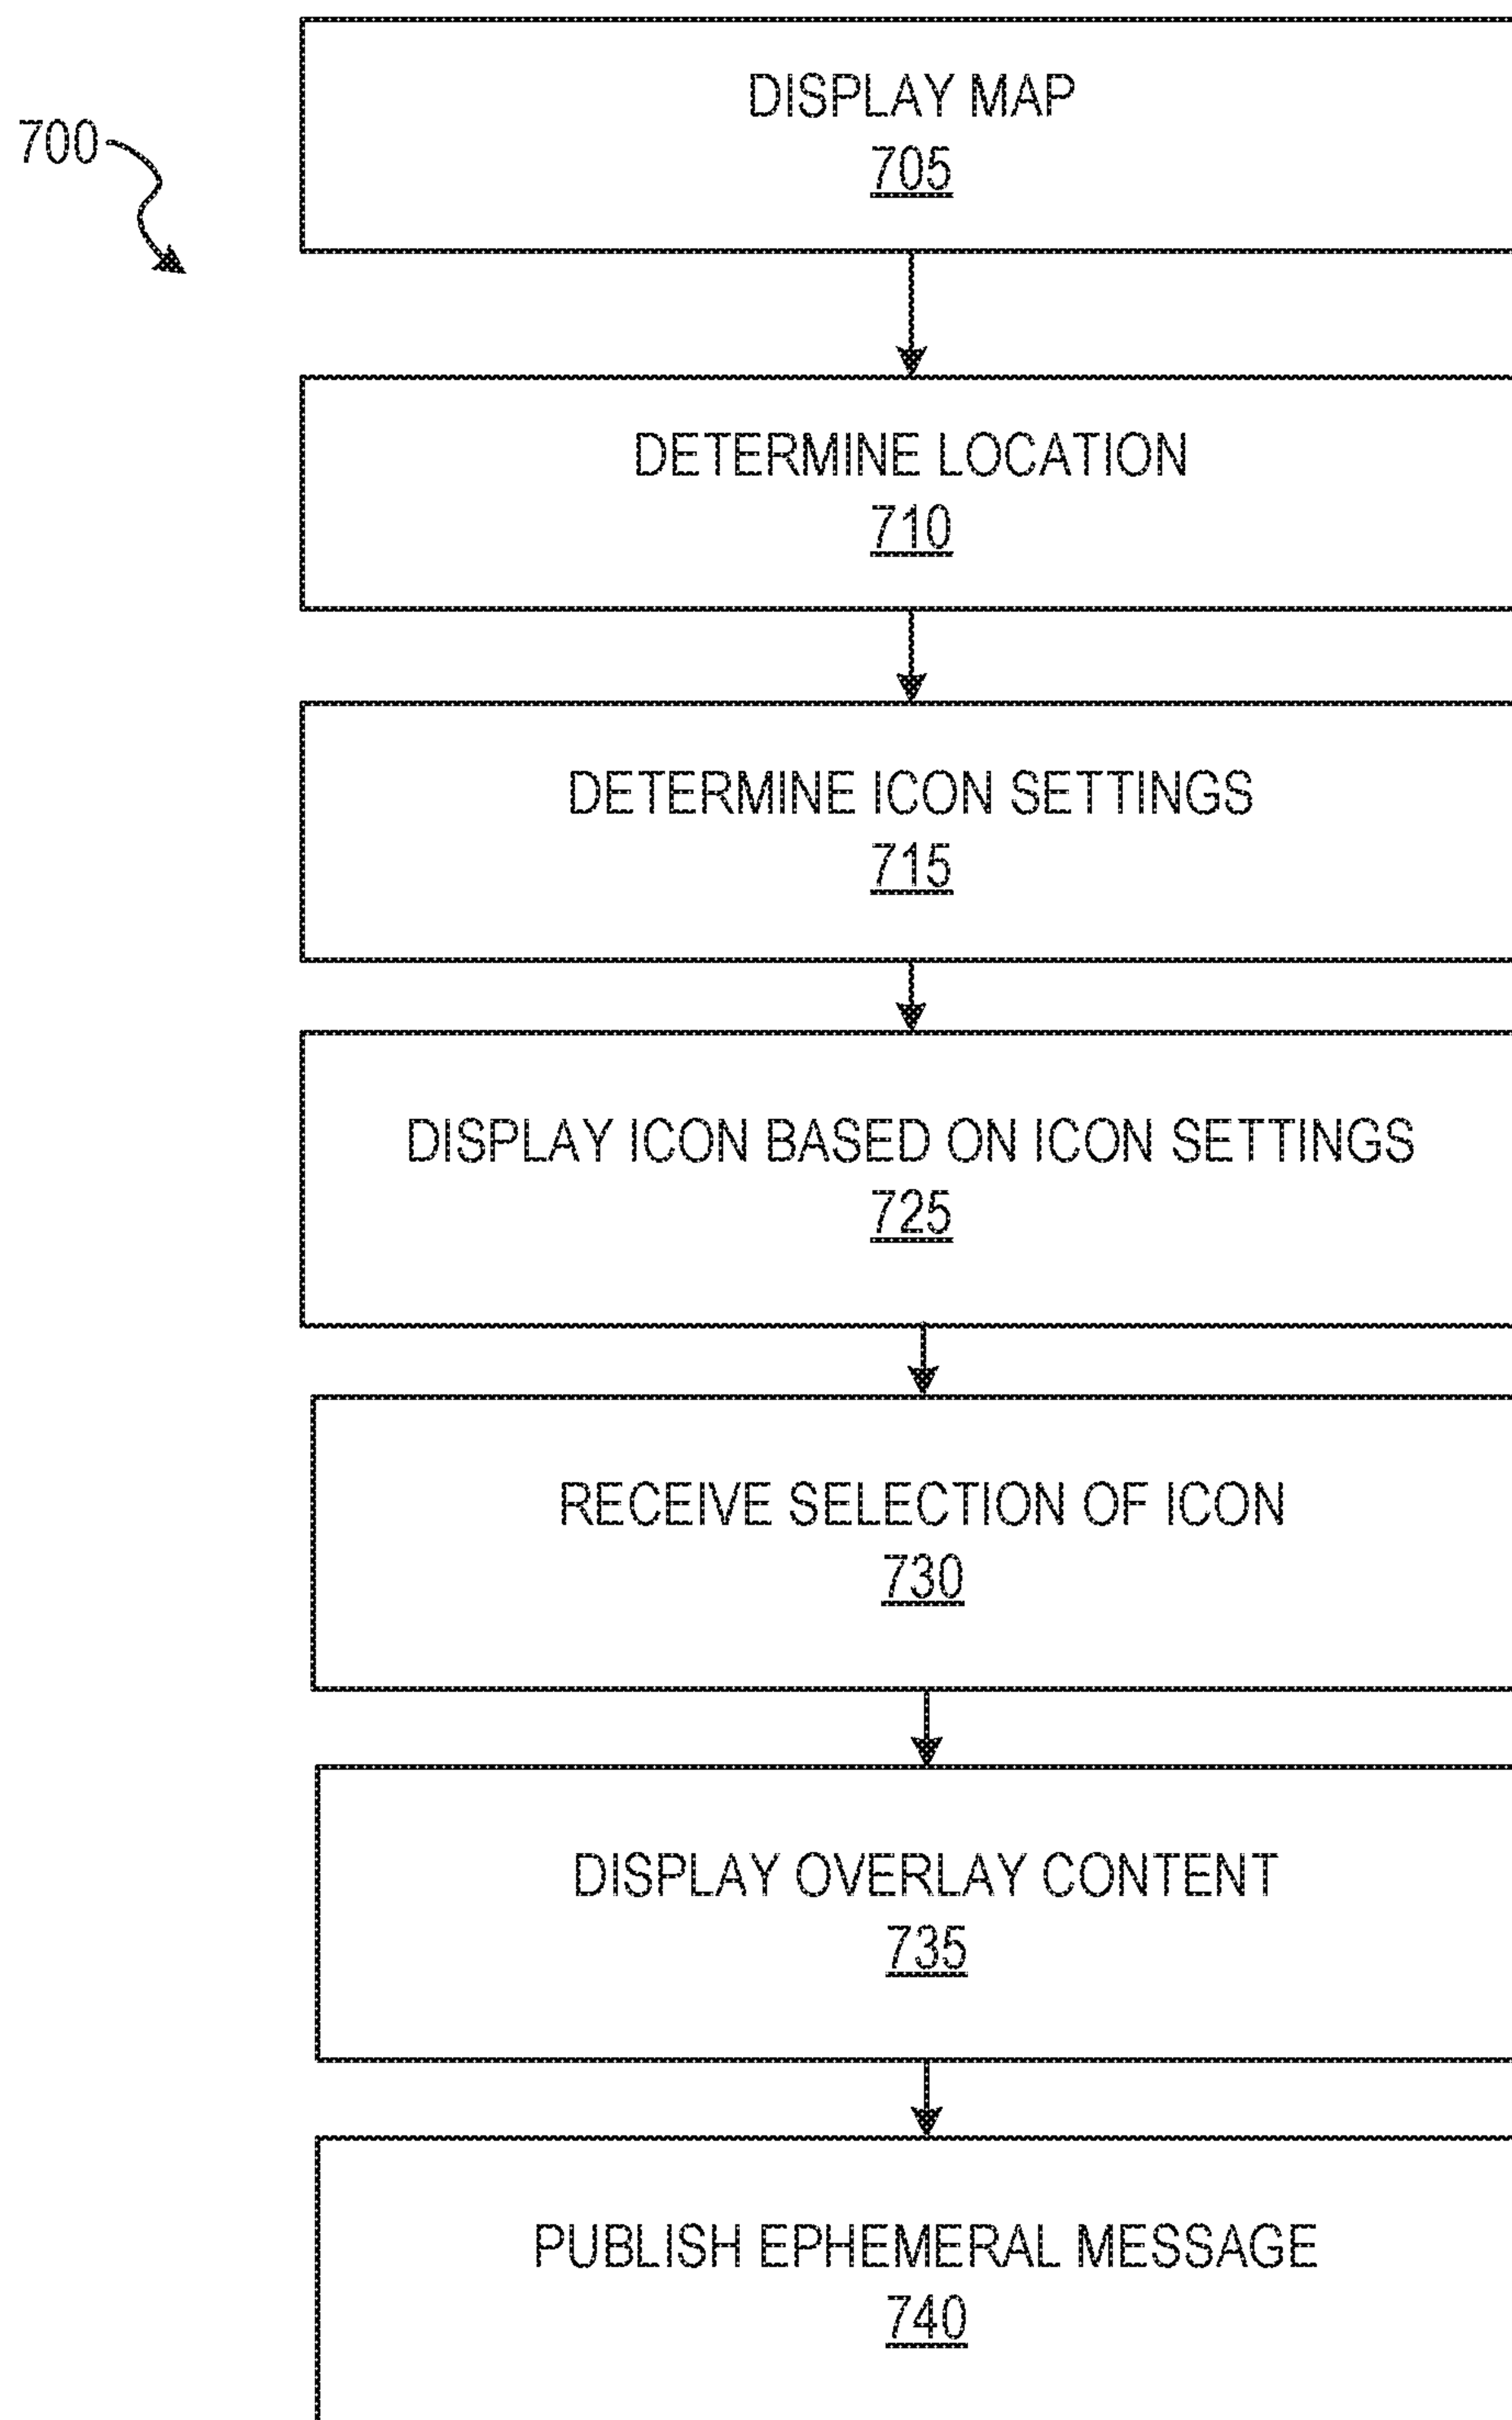 700
DISPLAY MAP
705
DETERMINE LOCATION
710
DETERMINE ICON SETTINGS
715
DISPLAY ICON BASED ON ICON SETTINGS
725
RECEIVE SELECTION OF ICON
730
DISPLAY OVERLAY CONTENT
735
PUBLISH EPHEMERAL MESSAGE
740